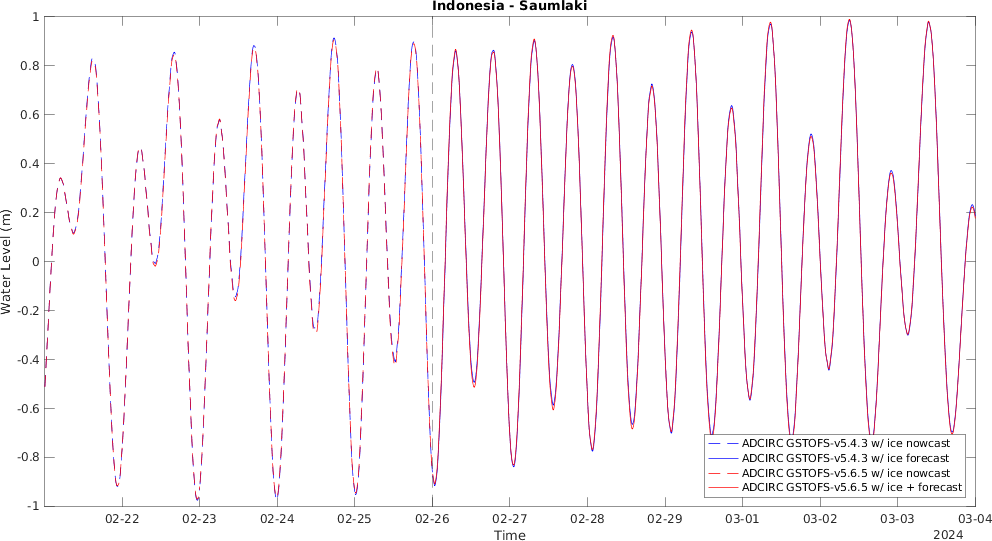 Indonesia - Saumlaki
1
0.8
0.6
0.4
0.2
0
-0.2
-0.4
-0.6
-0.8
-1
Water Level (m)
ADCIRC GSTOFS-v5.4.3 w/ ice nowcast
ADCIRC GSTOFS-v5.4.3 w/ ice forecast
ADCIRC GSTOFS-v5.6.5 w/ ice nowcast
ADCIRC GSTOFS-v5.6.5 w/ ice + forecast
02-22 02-23 02-24 02-25 02-26 02-27 02-28 02-29 03-01 03-02 03-03 03-04
Time
2024